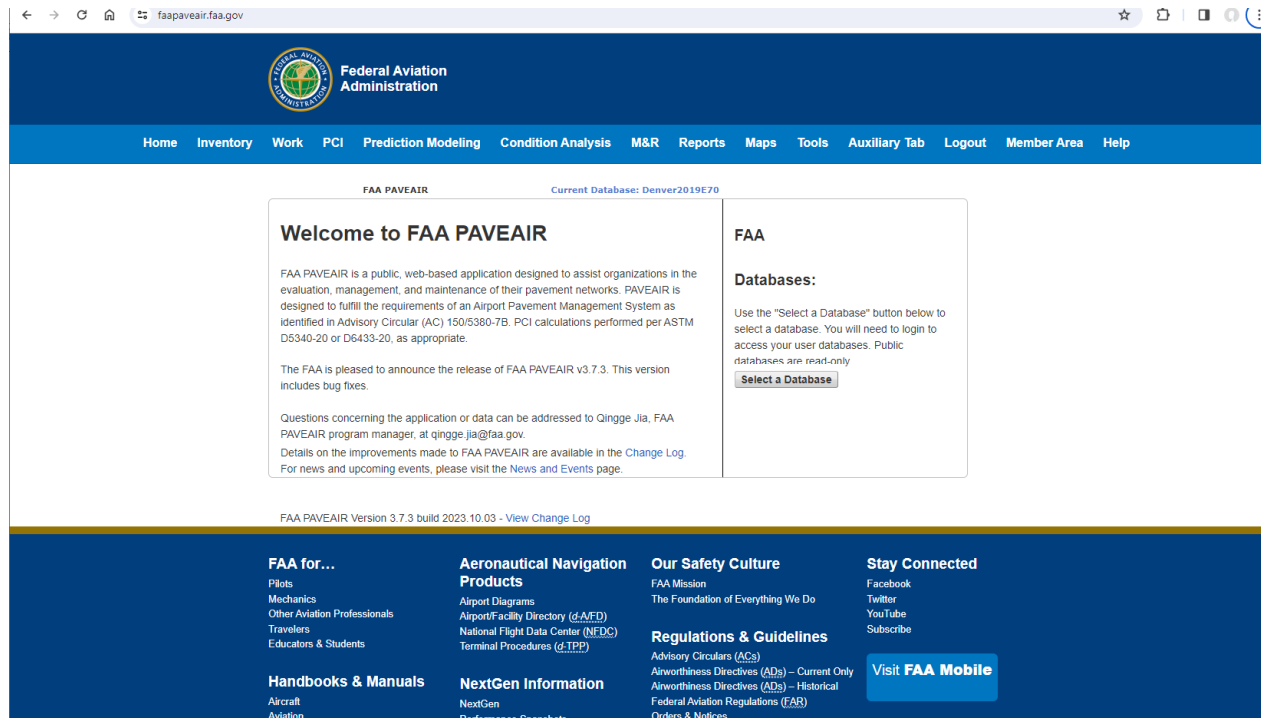 faapaveair.faa.gov
FEDERAL AVIATION ADMINISTRATION
Federal Aviation
Administration
Home Inventory Work PCI Prediction Modeling Condition Analysis M&R Reports Maps Tools Auxiliary Tab Logout Member Area Help
FAA PAVEAIR Current Database: Denver2019E70
Welcome to FAA PAVEAIR
FAA PAVEAIR is a public, web-based application designed to assist organizations in the
evaluation, management, and maintenance of their pavement networks. PAVEAIR is
designed to fulfill the requirements of an Airport Pavement Management System as
identified in Advisory Circular (AC) 150/5380-7B. PCI calculations performed per ASTM
D5340-20 or D6433-20, as appropriate.
The FAA is pleased to announce the release of FAA PAVEAIR v3.7.3. This version
includes bug fixes.
Questions concerning the application or data can be addressed to Qingge Jia, FAA
PAVEAIR program manager, at qingge.jia@faa.gov.
Details on the improvements made to FAA PAVEAIR are available in the Change Log.
For news and upcoming events, please visit the News and Events page.
FAA
Databases:
Use the "Select a Database" button below to
select a database. You will need to login to
access your user databases. Public
databases are read-only
Select a Database
FAA PAVEAIR Version 3.7.3 build 2023.10.03 - View Change Log
FAA for…
Pilots
Mechanics
Other Aviation Professionals
Travelers
Educators & Students
Handbooks & Manuals
Aircraft
Aviation
Aeronautical Navigation
Products
Airport Diagrams
Airport/Facility Directory (d-A/FD)
National Flight Data Center (NFDC)
Terminal Procedures (d-TPP)
NextGen Information
NextGen
Performance Snapshots
Our Safety Culture
FAA Mission
The Foundation of Everything We Do
Regulations & Guidelines
Advisory Circulars (ACs)
Airworthiness Directives (ADs) – Current Only
Airworthiness Directives (ADs) – Historical
Federal Aviation Regulations (FAR)
Orders & Notices
Stay Connected
Facebook
Twitter
YouTube
Subscribe
Visit FAA Mobile